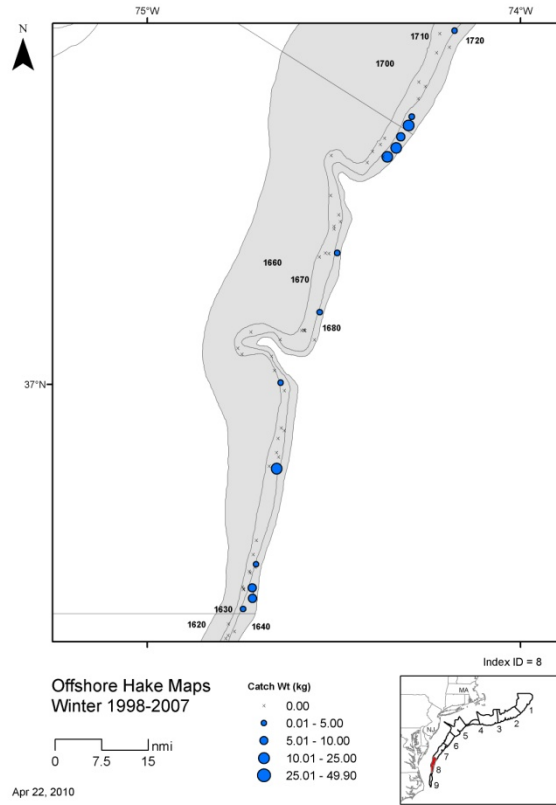 75°W
74°W
N
1710
1720
1700
1660
1670
1680
37°N
1630
1620
1640
Index ID = 8
Offshore Hake Maps
Winter 1998-2007
0 7.5 15
nmi
Apr 22, 2010
Catch Wt (kg)
0.00
0.01 - 5.00
5.01 - 10.00
10.01 - 25.00
25.01 - 49.90
MA
NJ
1
2
3
4
5
6
7
8
9